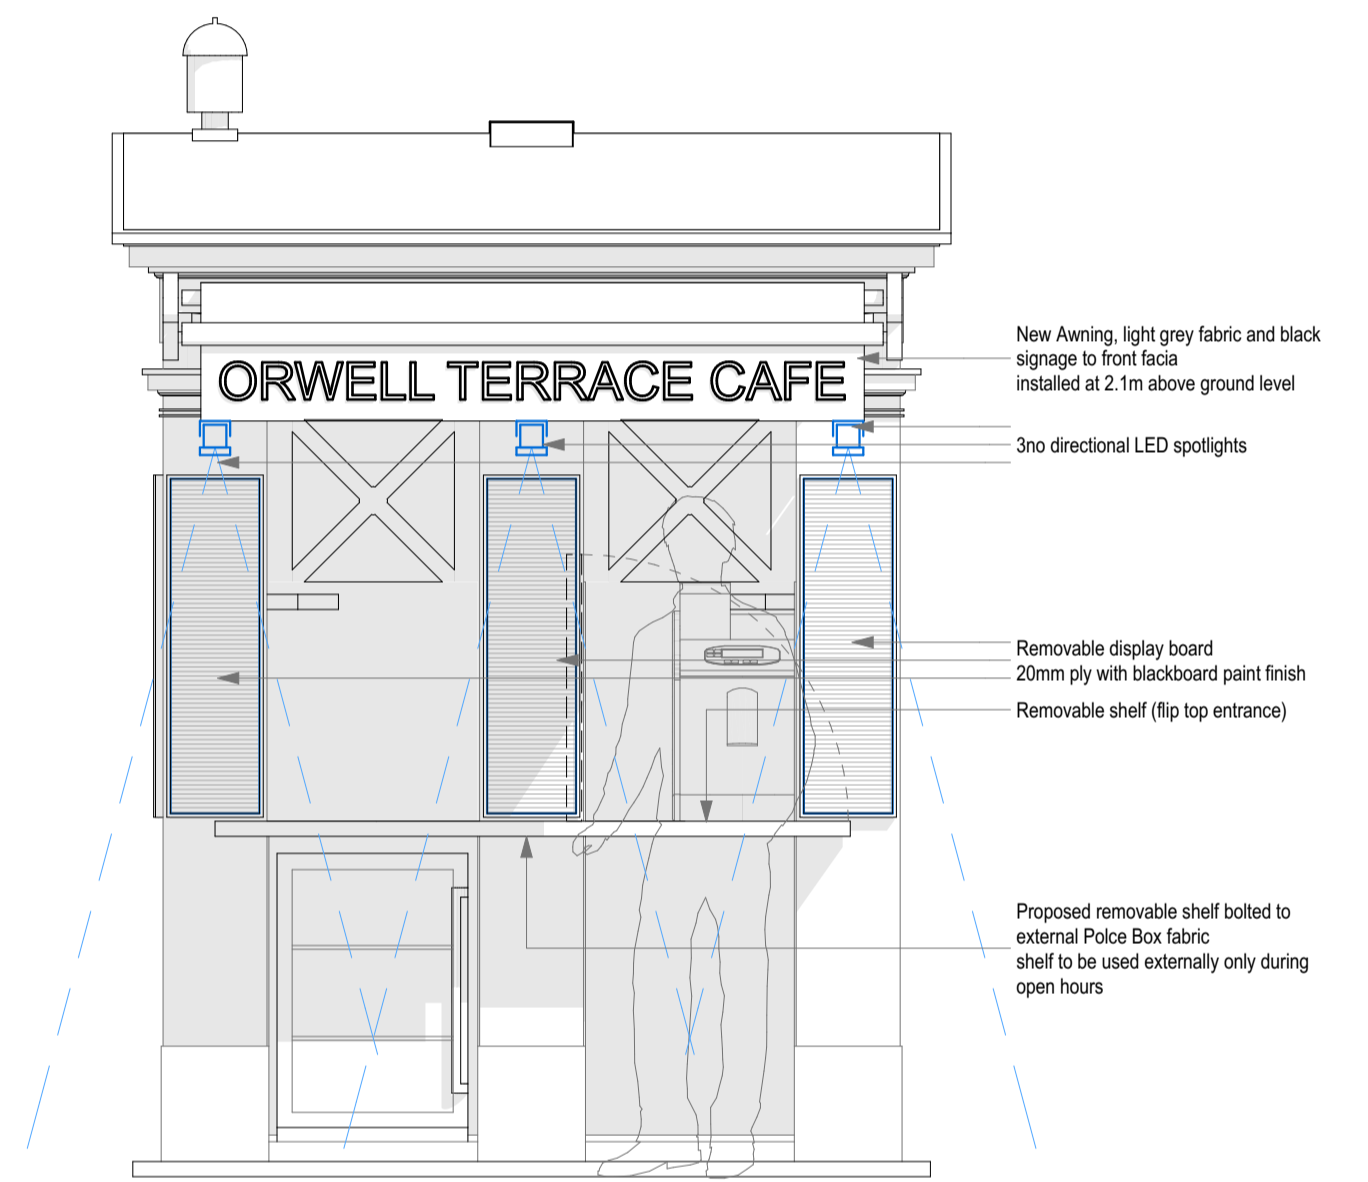 ORWELL TERRACE CAFE
New Awning, light grey fabric and black
signage to front facia
installed at 2.1m above ground level
3no directional LED spotlights
Removable display board
20mm ply with blackboard paint finish
Removable shelf (flip top entrance)
Proposed removable shelf bolted to
external Polce Box fabric
shelf to be used externally only during
open hours